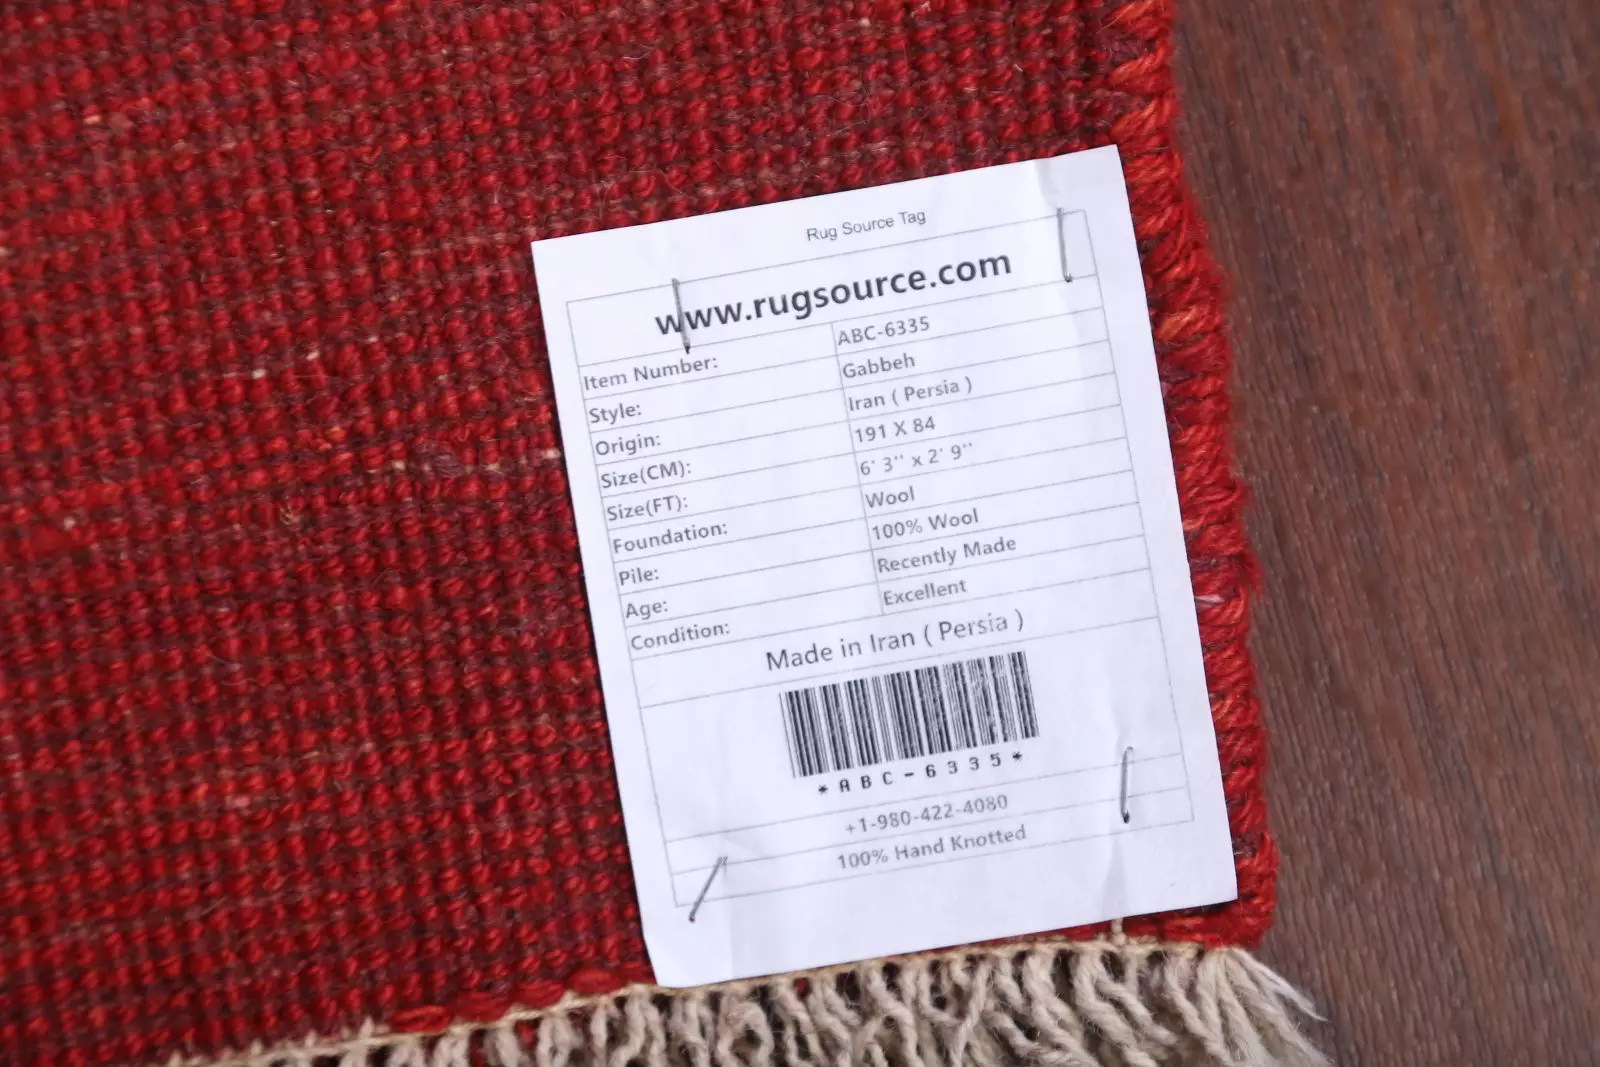 Rug Source Tag
www.rugsource.com
Item Number: ABC-6335
Style: Gabbeh
Origin: Iran ( Persia )
Size(CM): 191 X 84
Size(FT): 6' 3'' x 2' 9''
Foundation: Wool
Pile: 100% Wool
Age: Recently Made
Condition: Excellent
Made in Iran ( Persia )
*ABC-6335*
+1-980-422-4080
100% Hand Knotted